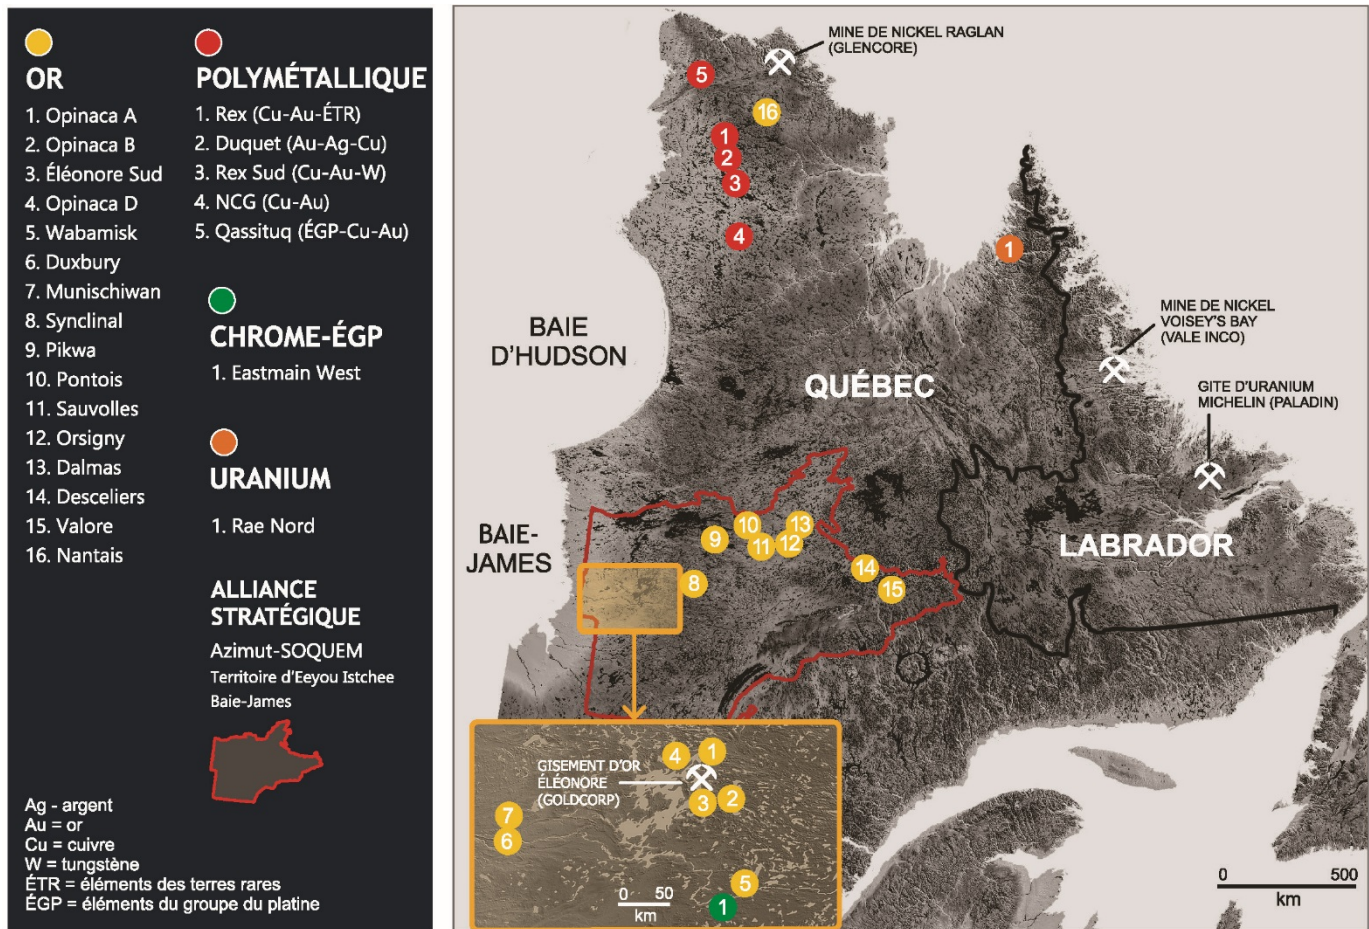 OR
1. Opinaca A
2. Opinaca B
3. Éléonore Sud
4. Opinaca D
5. Wabamisk
6. Duxbury
7. Munischiwan
8. Synclinal
9. Pikwa
10. Pontois
11. Sauvolles
12. Orsigny
13. Dalmas
14. Desceliers
15. Valore
16. Nantais
POLYMÉTALLIQUE
1. Rex (Cu-Au-ÉTR)
2. Duquet (Au-Ag-Cu)
3. Rex Sud (Cu-Au-W)
4. NCG (Cu-Au)
5. Qassituq (ÉGP-Cu-Au)
CHROME-ÉGP
1. Eastmain West
URANIUM
1. Rae Nord
ALLIANCE
STRATÉGIQUE
Azimut-SOQUEM
Territoire d'Eeyou Istchee
Baie-James
Ag - argent
Au = or
Cu = cuivre
W = tungstène
ÉTR = éléments des terres rares
ÉGP = éléments du groupe du platine
MINE DE NICKEL RAGLAN
(GLENCORE)
5
16
1
2
3
4
1
BAIE
D'HUDSON
QUÉBEC
MINE DE NICKEL
VOISEY'S BAY
(VALE INCO)
GITE D'URANIUM
MICHELIN (PALADIN)
BAIE-
JAMES
LABRADOR
10
13
9
11
12
14
15
8
GISEMENT D'OR
ÉLÉONORE
(GOLDCORP)
4
1
3
2
7
6
5
1
0 50
km
0 500
km